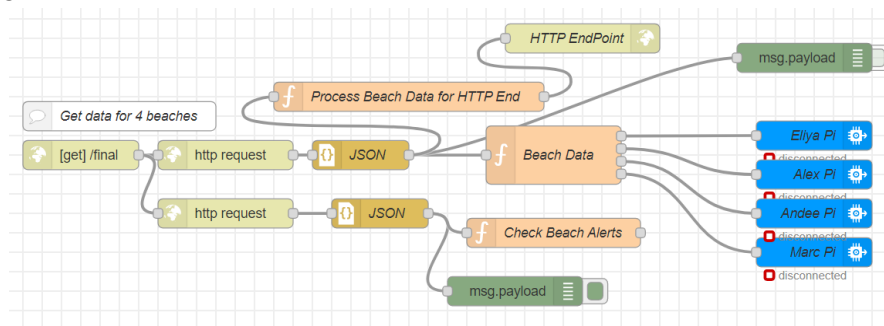 HTTP EndPoint
msg.payload
Process Beach Data for HTTP End
Get data for 4 beaches
[get] /final
http request
JSON
Beach Data
Eliya Pi
disconnected
Alex Pi
disconnected
Andee Pi
disconnected
Marc Pi
disconnected
http request
JSON
Check Beach Alerts
msg.payload